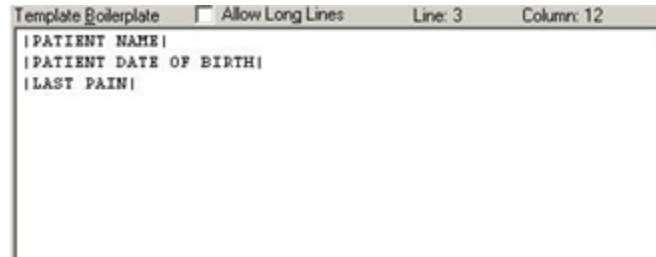 Template Boilerplate Allow Long Lines Line: 3 Column: 12
|PATIENT NAME|
|PATIENT DATE OF BIRTH|
|LAST PAIN|